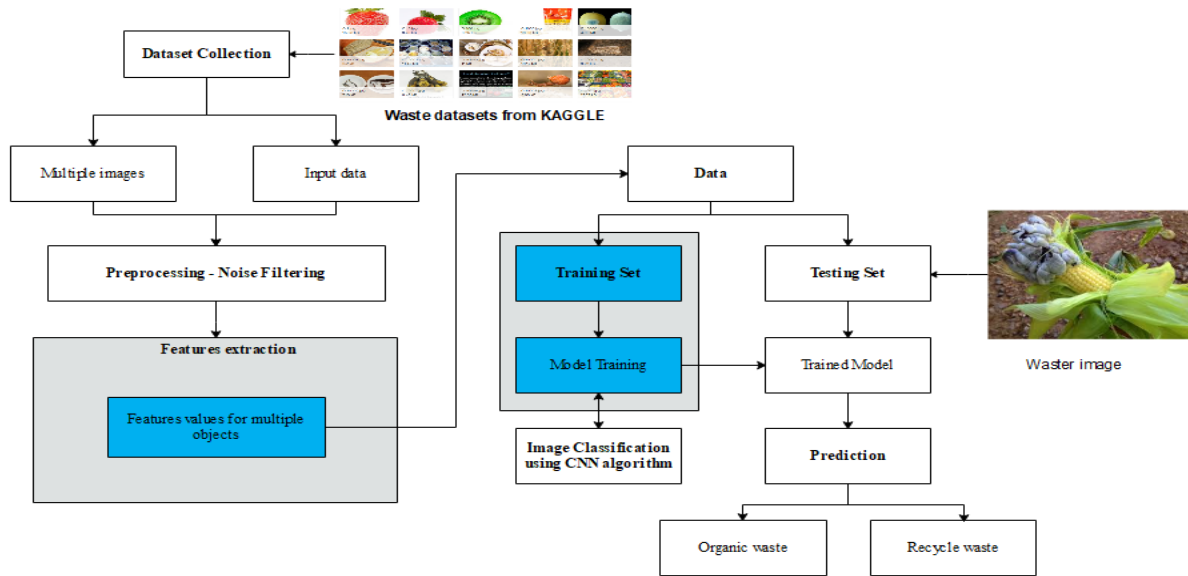 Dataset Collection
Waste datasets from KAGGLE
Multiple images
Input data
Data
Preprocessing - Noise Filtering
Training Set
Testing Set
Features extraction
Model Training
Trained Model
Waster image
Features values for multiple
objects
Image Classification
using CNN algorithm
Prediction
Organic waste
Recycle waste